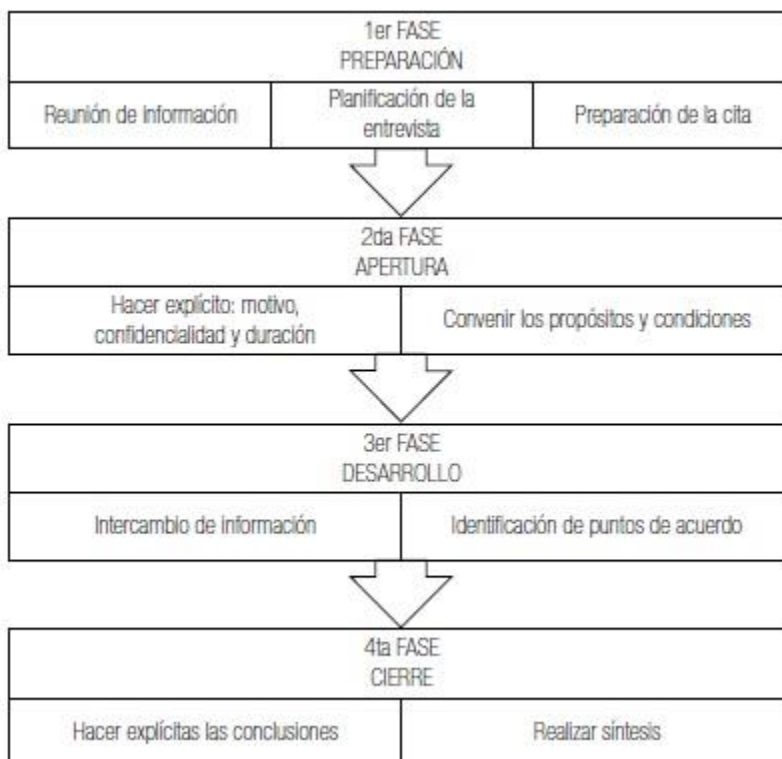 1er FASE
PREPARACIÓN
Reunión de información
Planificación de la
entrevista
Preparación de la cita
2da FASE
APERTURA
Hacer explícito: motivo,
confidencialidad y duración
Convenir los propósitos y condiciones
3er FASE
DESARROLLO
Intercambio de información
Identificación de puntos de acuerdo
4ta FASE
CIERRE
Hacer explícitas las conclusiones
Realizar síntesis